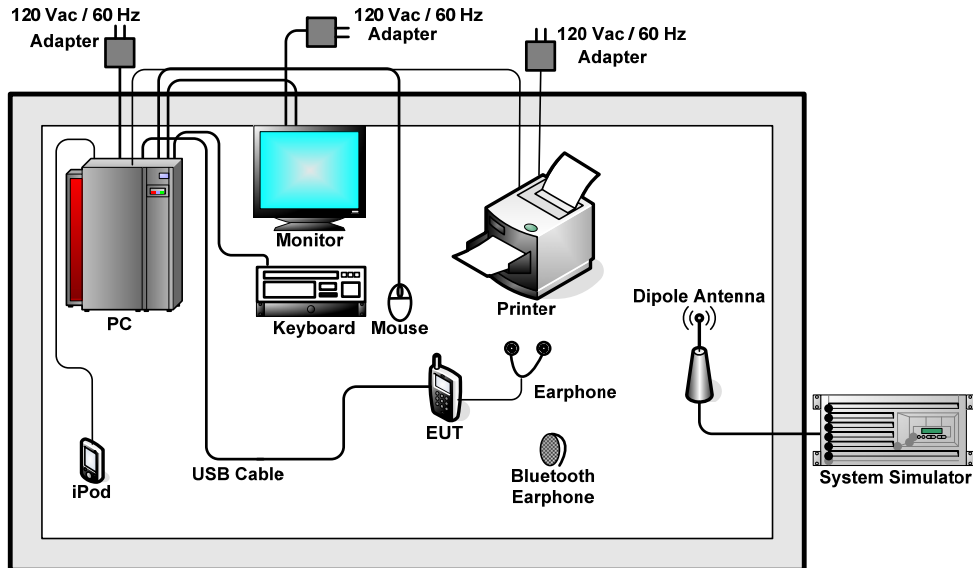 120 Vac / 60 Hz
Adapter
120 Vac / 60 Hz
Adapter
120 Vac / 60 Hz
Adapter
Monitor
PC
Keyboard
Mouse
Printer
Dipole Antenna
Earphone
EUT
iPod
USB Cable
Bluetooth
Earphone
System Simulator